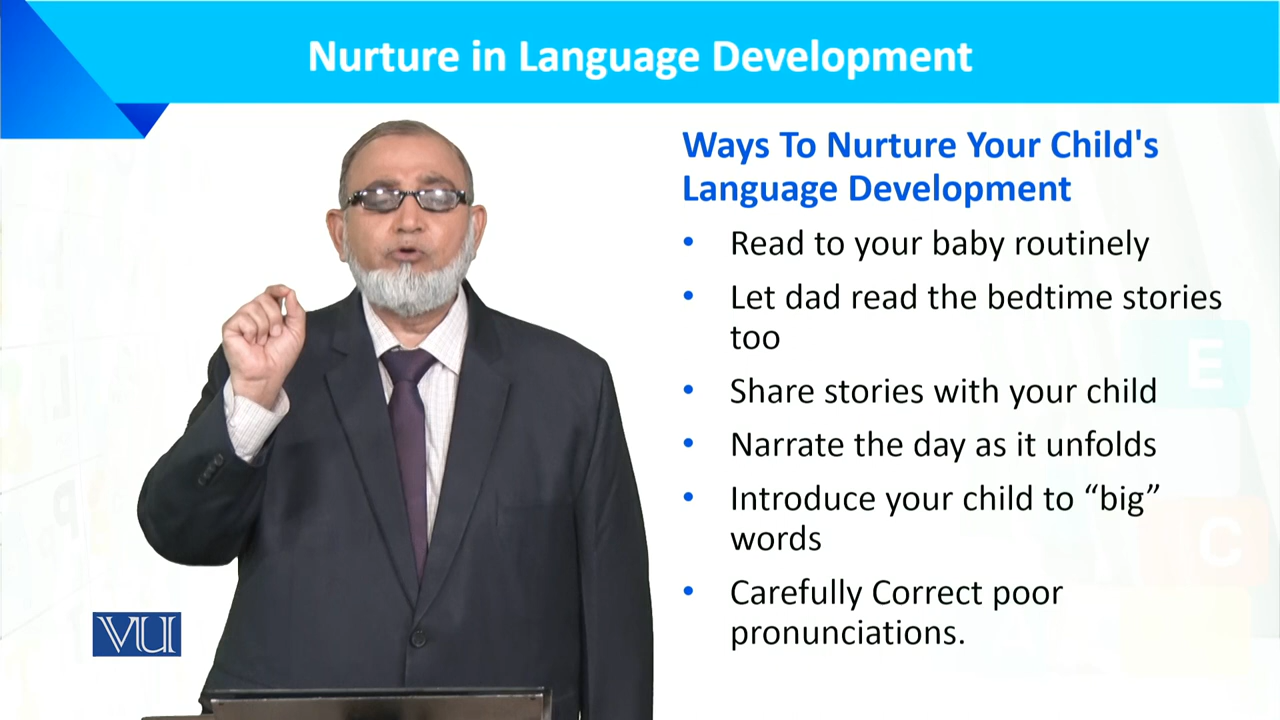 Nurture in Language Development
Ways To Nurture Your Child's
Language Development
• Read to your baby routinely
• Let dad read the bedtime stories
too
• Share stories with your child
• Narrate the day as it unfolds
• Introduce your child to “big”
words
• Carefully Correct poor
pronunciations.
VU
E
C